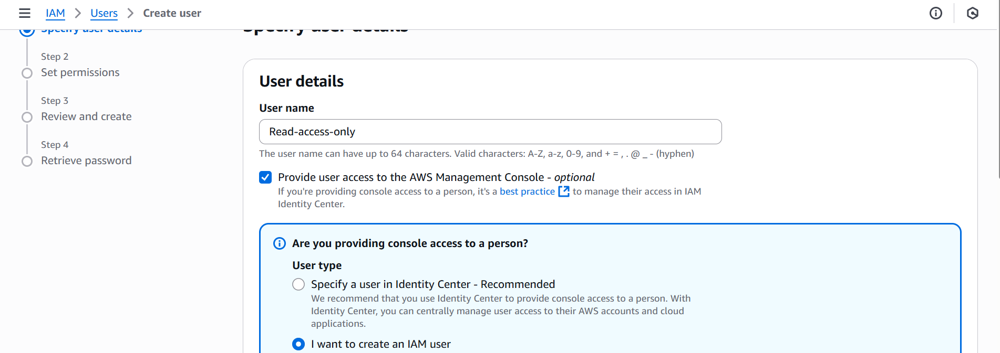 IAM > Users > Create user
Specify user details
Step 2
Set permissions
Step 3
Review and create
Step 4
Retrieve password
Specify user details
User details
User name
Read-access-only
The user name can have up to 64 characters. Valid characters: A-Z, a-z, 0-9, and + = , . @ _ - (hyphen)
Provide user access to the AWS Management Console - optional
If you're providing console access to a person, it's a best practice to manage their access in IAM
Identity Center.
Are you providing console access to a person?
User type
Specify a user in Identity Center - Recommended
We recommend that you use Identity Center to provide console access to a person. With
Identity Center, you can centrally manage user access to their AWS accounts and cloud
applications.
I want to create an IAM user